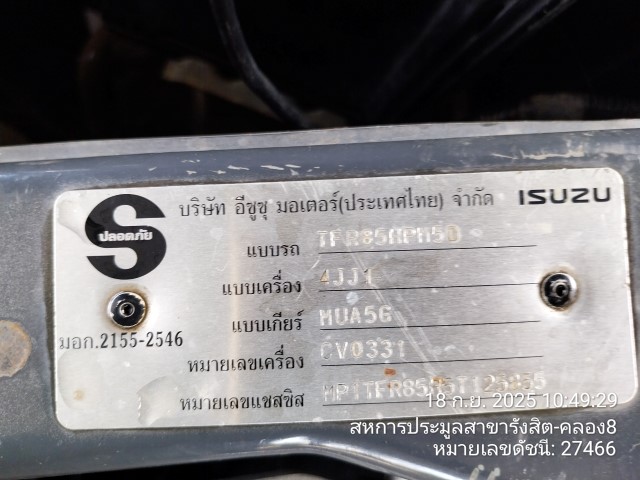 S
ปลอดภัย
บริษัท อีซูซุ มอเตอร์(ประเทศไทย) จำกัด ISUZU
แบบรถ
แบบเครื่อง 4JJ1
แบบเกียร์ MUA5G
มอก.2155-2546
หมายเลขเครื่อง CV0331
หมายเลขแชสซิส
18 ก.ย. 2025 10:49:29
สหการประมูลสาขารังสิต-คลอง8
หมายเลขดัชนี: 27466